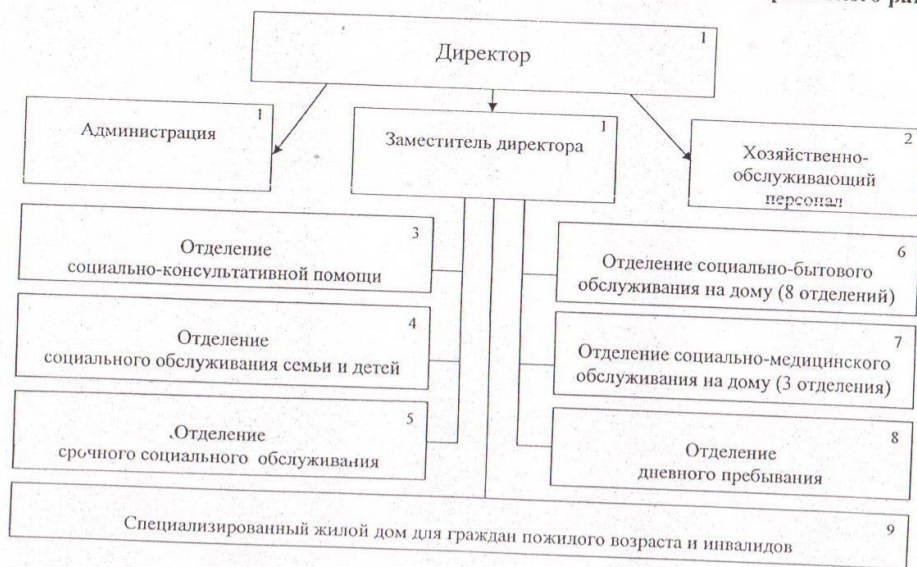 1
Директор
1
Администрация
1
Заместитель директора
2
Хозяйственно-
обслуживающий
персонал
3
Отделение
социально-консультативной помощи
4
Отделение
социального обслуживания семьи и детей
5
Отделение
срочного социального обслуживания
6
Отделение социально-бытового
обслуживания на дому (8 отделений)
7
Отделение социально-медицинского
обслуживания на дому (3 отделения)
8
Отделение
дневного пребывания
9
Специализированный жилой дом для граждан пожилого возраста и инвалидов